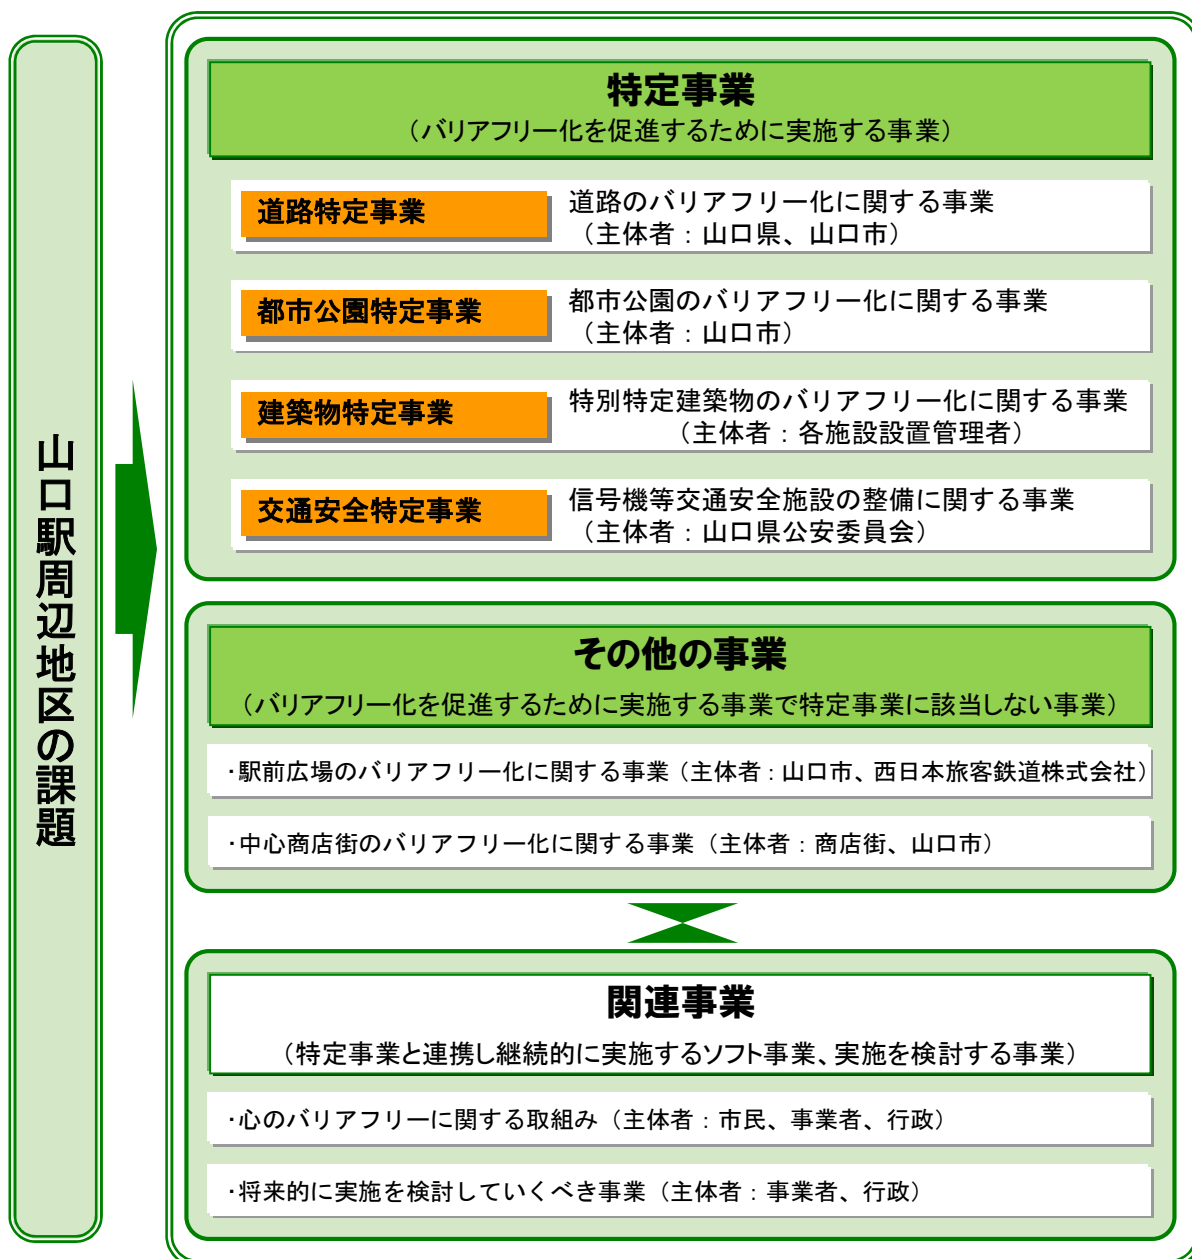 山口駅周辺地区の課題
特定事業
（バリアフリー化を促進するために実施する事業）
道路特定事業
道路のバリアフリー化に関する事業
（主体者：山口県、山口市）
都市公園特定事業
都市公園のバリアフリー化に関する事業
（主体者：山口市）
建築物特定事業
特別特定建築物のバリアフリー化に関する事業
（主体者：各施設設置管理者）
交通安全特定事業
信号機等交通安全施設の整備に関する事業
（主体者：山口県公安委員会）
その他の事業
（バリアフリー化を促進するために実施する事業で特定事業に該当しない事業）
・駅前広場のバリアフリー化に関する事業（主体者：山口市、西日本旅客鉄道株式会社）
・中心商店街のバリアフリー化に関する事業（主体者：商店街、山口市）
関連事業
（特定事業と連携し継続的に実施するソフト事業、実施を検討する事業）
・心のバリアフリーに関する取組み（主体者：市民、事業者、行政）
・将来的に実施を検討していくべき事業（主体者：事業者、行政）